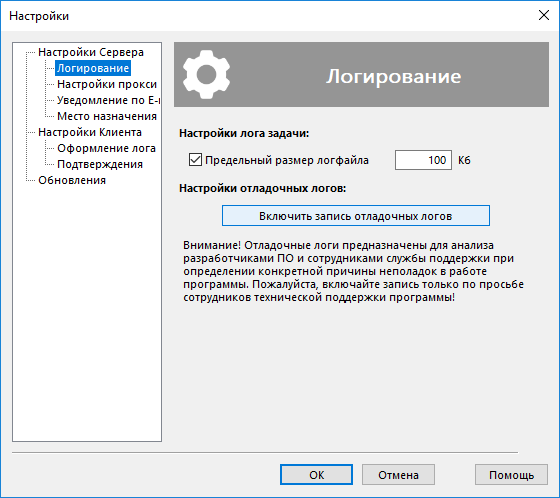 Настройки
Настройки Сервера
Логирование
Настройки прокси
Уведомление по E-
Место назначения
Настройки Клиента
Оформление лога
Подтверждения
Обновления
Логирование
Настройки лога задачи:
Предельный размер логфайла 100 Кб
Настройки отладочных логов:
Включить запись отладочных логов
Внимание! Отладочные логи предназначены для анализа
разработчиками ПО и сотрудниками службы поддержки при
определении конкретной причины неполадок в работе
программы. Пожалуйста, включайте запись только по просьбе
сотрудников технической поддержки программы!
OK
Отмена
Помощь